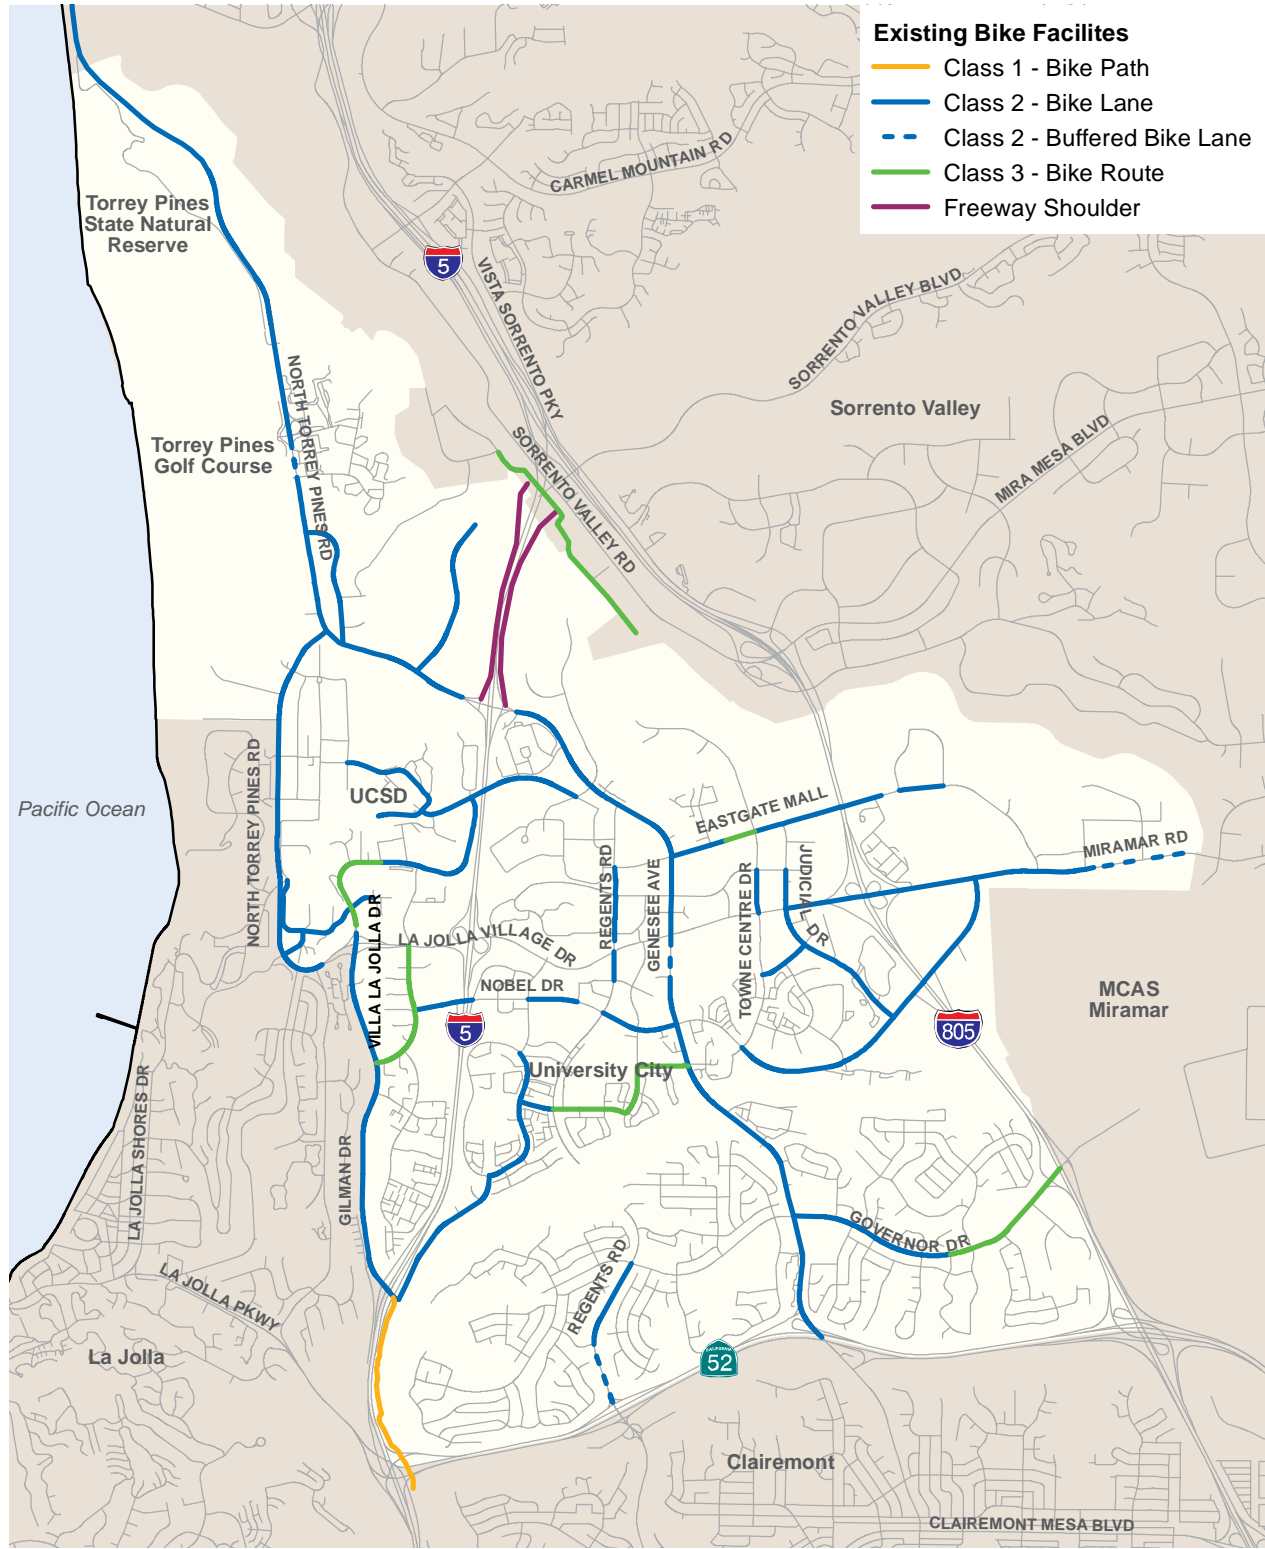 Existing Bike Facilites
Class 1 - Bike Path
Class 2 - Bike Lane
Class 2 - Buffered Bike Lane
Class 3 - Bike Route
Freeway Shoulder
CARMEL MOUNTAIN RD
Torrey Pines
State Natural
Reserve
5
VISTA SORRENTO PKY
SORRENTO VALLEY BLVD
NORTH TORREY PINES RD
Sorrento Valley
Torrey Pines
Golf Course
SORRENTO VALLEY RD
MIRA MESA BLVD
NORTH TORREY PINES RD
UCSD
Pacific Ocean
EASTGATE MALL
MIRAMAR RD
REGENTS RD
GENESEE AVE
TOWNE CENTRE DR
JUDICIAL DR
VILLA LA JOLLA DR
LA JOLLA VILLAGE DR
NOBEL DR
MCAS
Miramar
5
805
University City
LA JOLLA SHORES DR
GILMAN DR
GOVERNOR DR
REGENTS RD
LA JOLLA PKWY
La Jolla
CALIFORNIA
52
Clairemont
CLAIREMONT MESA BLVD